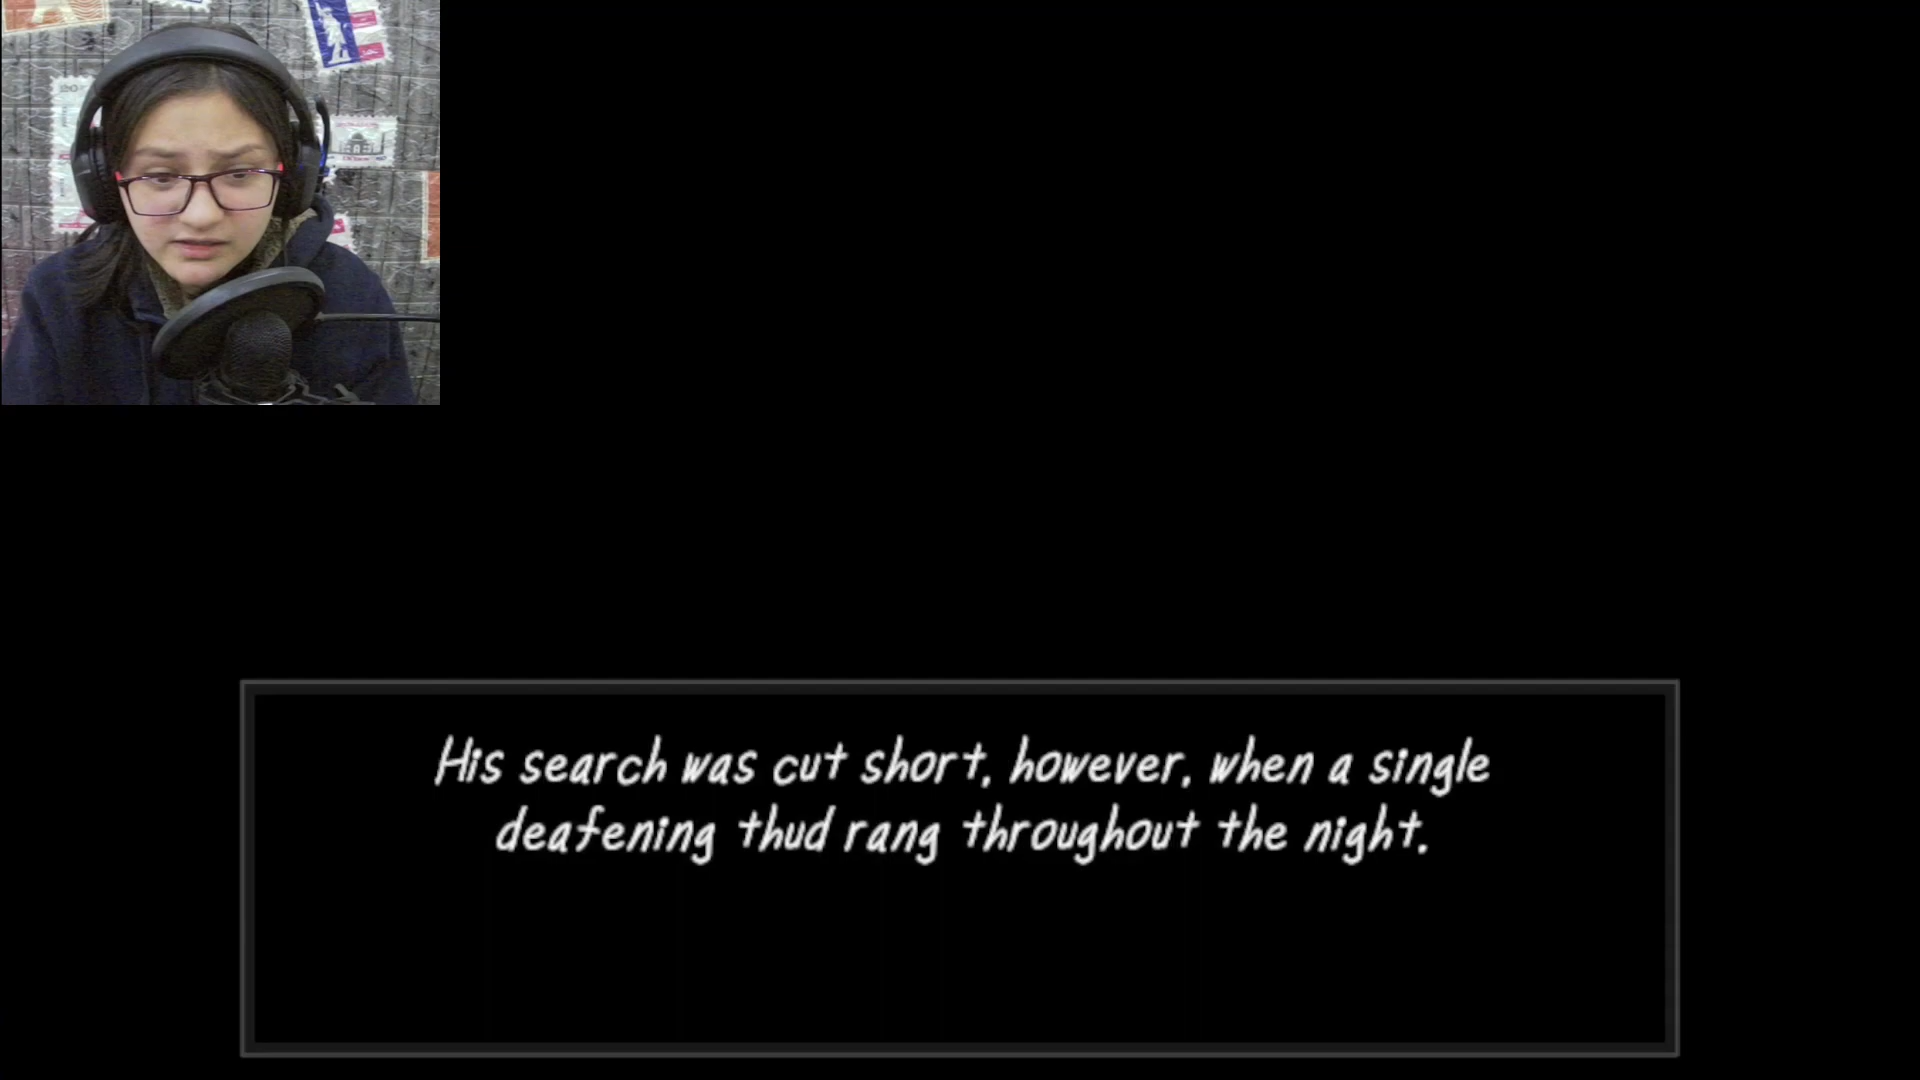 His search was cut short, however, when a single
deafening thud rang throughout the night.